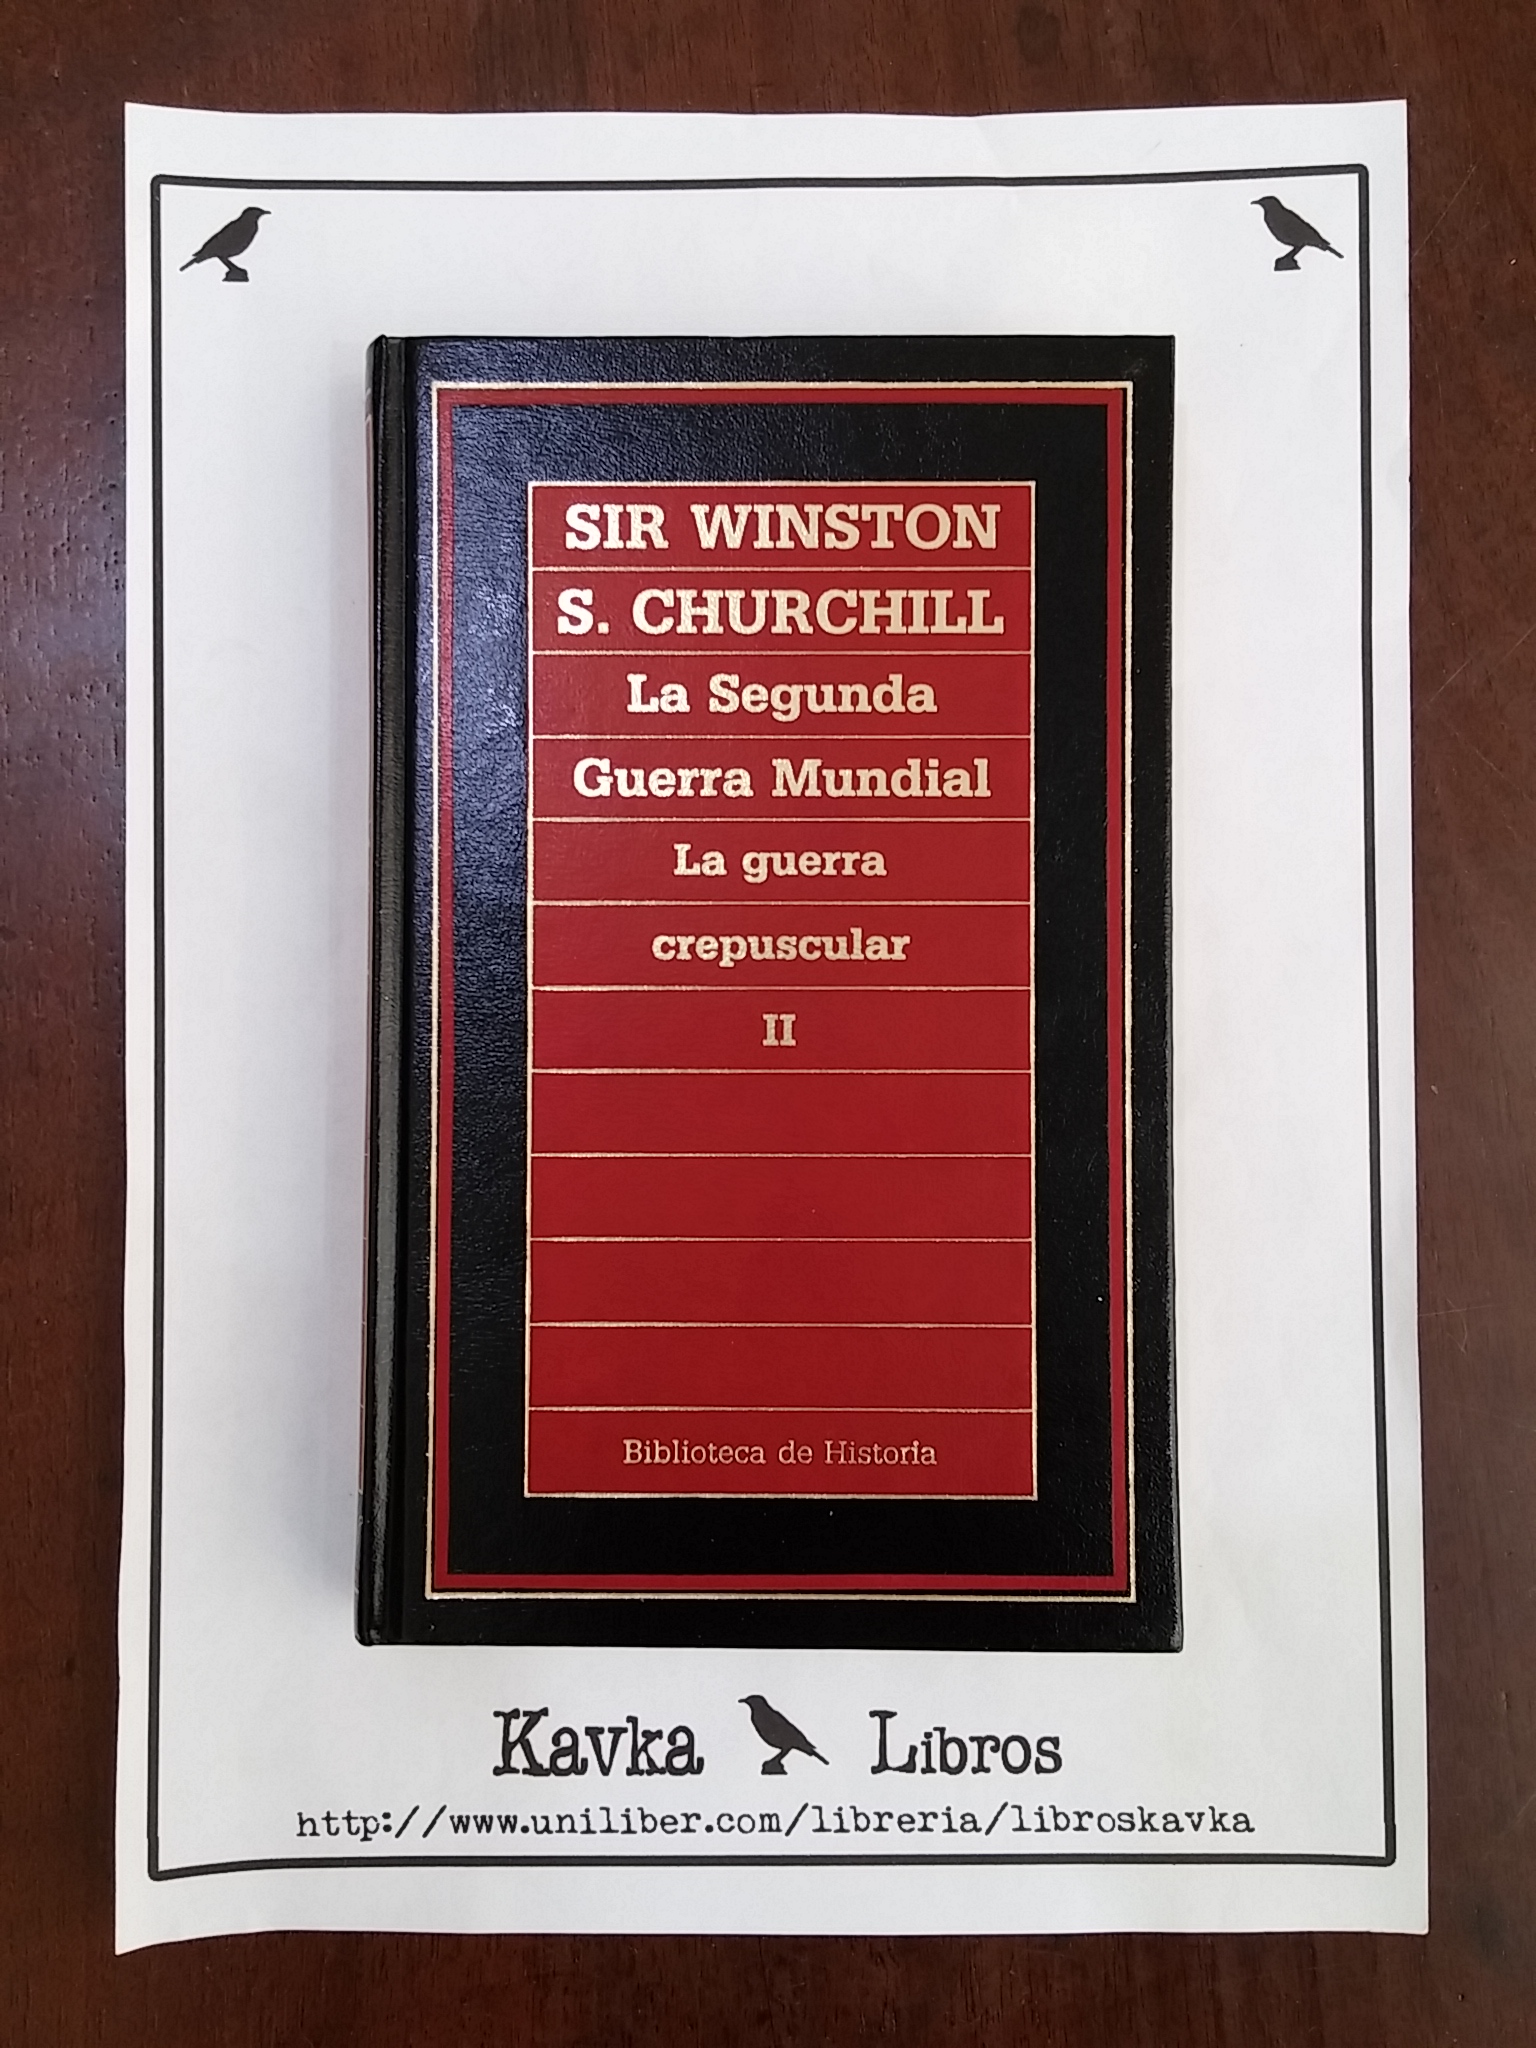 SIR WINSTON
S. CHURCHILL
La Segunda
Guerra Mundial
La guerra
crepuscular
II
Biblioteca de Historia
Kavka Libros
http://www.uniliber.com/libreria/libroskavka